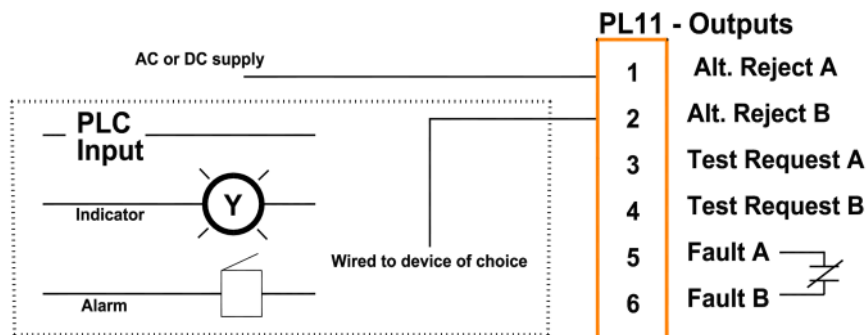 PL11 - Outputs
AC or DC supply
1 Alt. Reject A
2 Alt. Reject B
PLC
Input
3 Test Request A
Indicator
Y
4 Test Request B
Wired to device of choice
5 Fault A
Alarm
6 Fault B